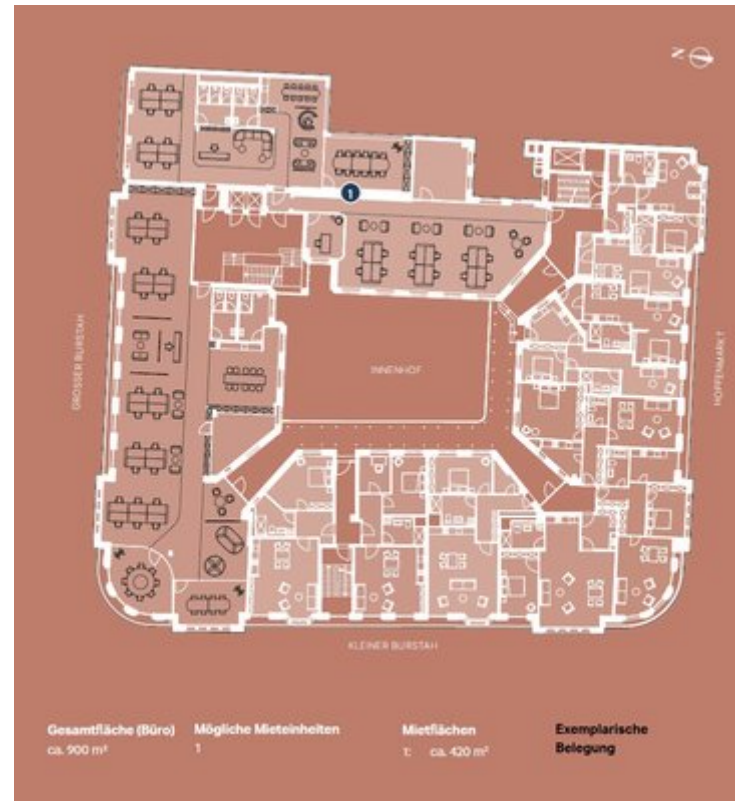 N
1
GROSSER BURSTAH
INNENHOF
HOPFENMARKT
KLEINER BURSTAH
Gesamtfläche (Büro)
ca. 900 m²
Mögliche Mieteinheiten
1
Mietflächen
1: ca. 420 m²
Exemplarische
Belegung